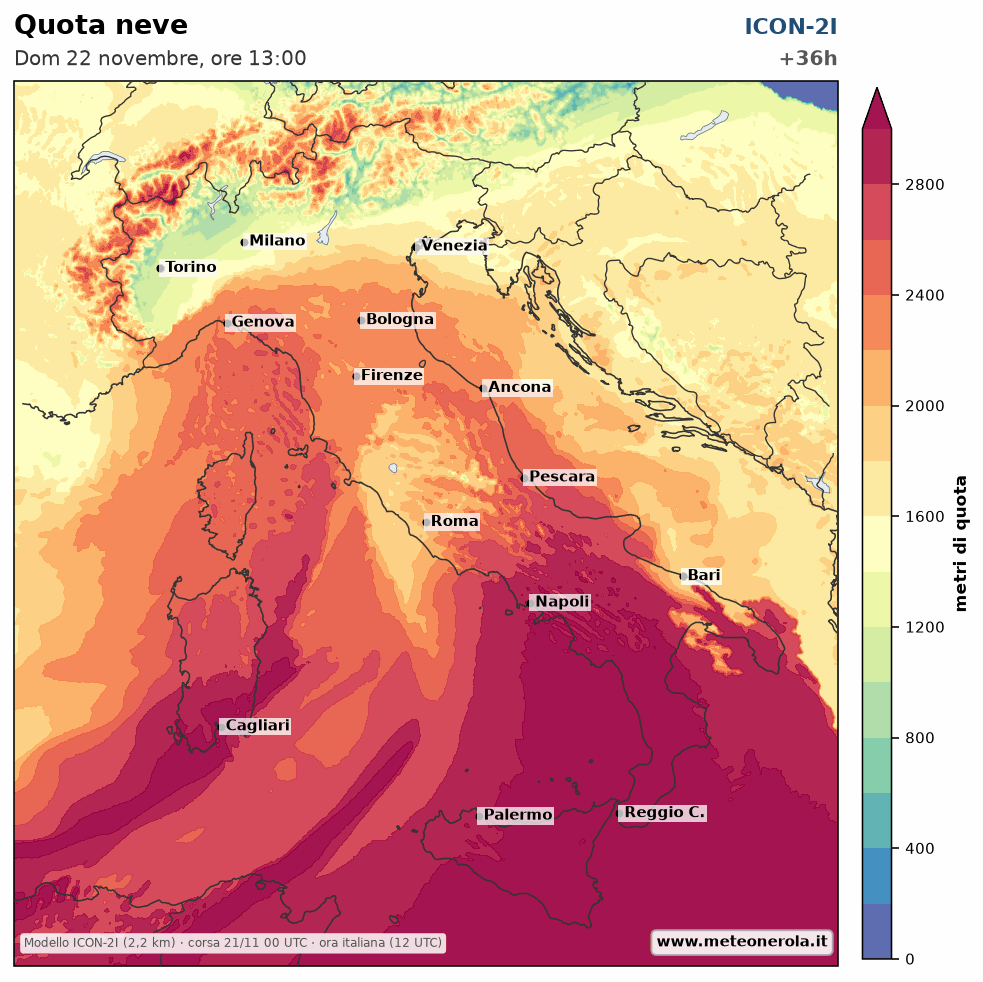 Quota neve
ICON-2I
Dom 22 novembre, ore 13:00
+36h
Milano
Venezia
Torino
Genova
Bologna
Firenze
Ancona
Pescara
Roma
Bari
Napoli
Cagliari
Palermo
Reggio C.
2800
2400
2000
1600
1200
800
400
0
metri di quota
Modello ICON-2I (2,2 km) · corsa 21/11 00 UTC · ora italiana (12 UTC)
www.meteonerola.it